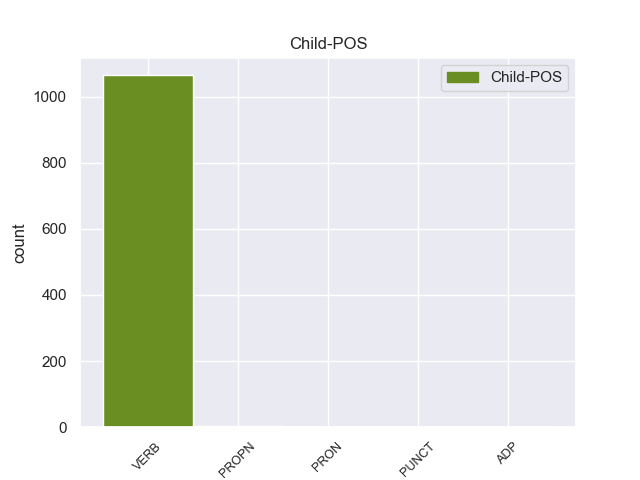 Child-POS
Child-POS
count
1000
800
600
400
200
0
VERB
PROPN
PRON
PUNCT
ADP